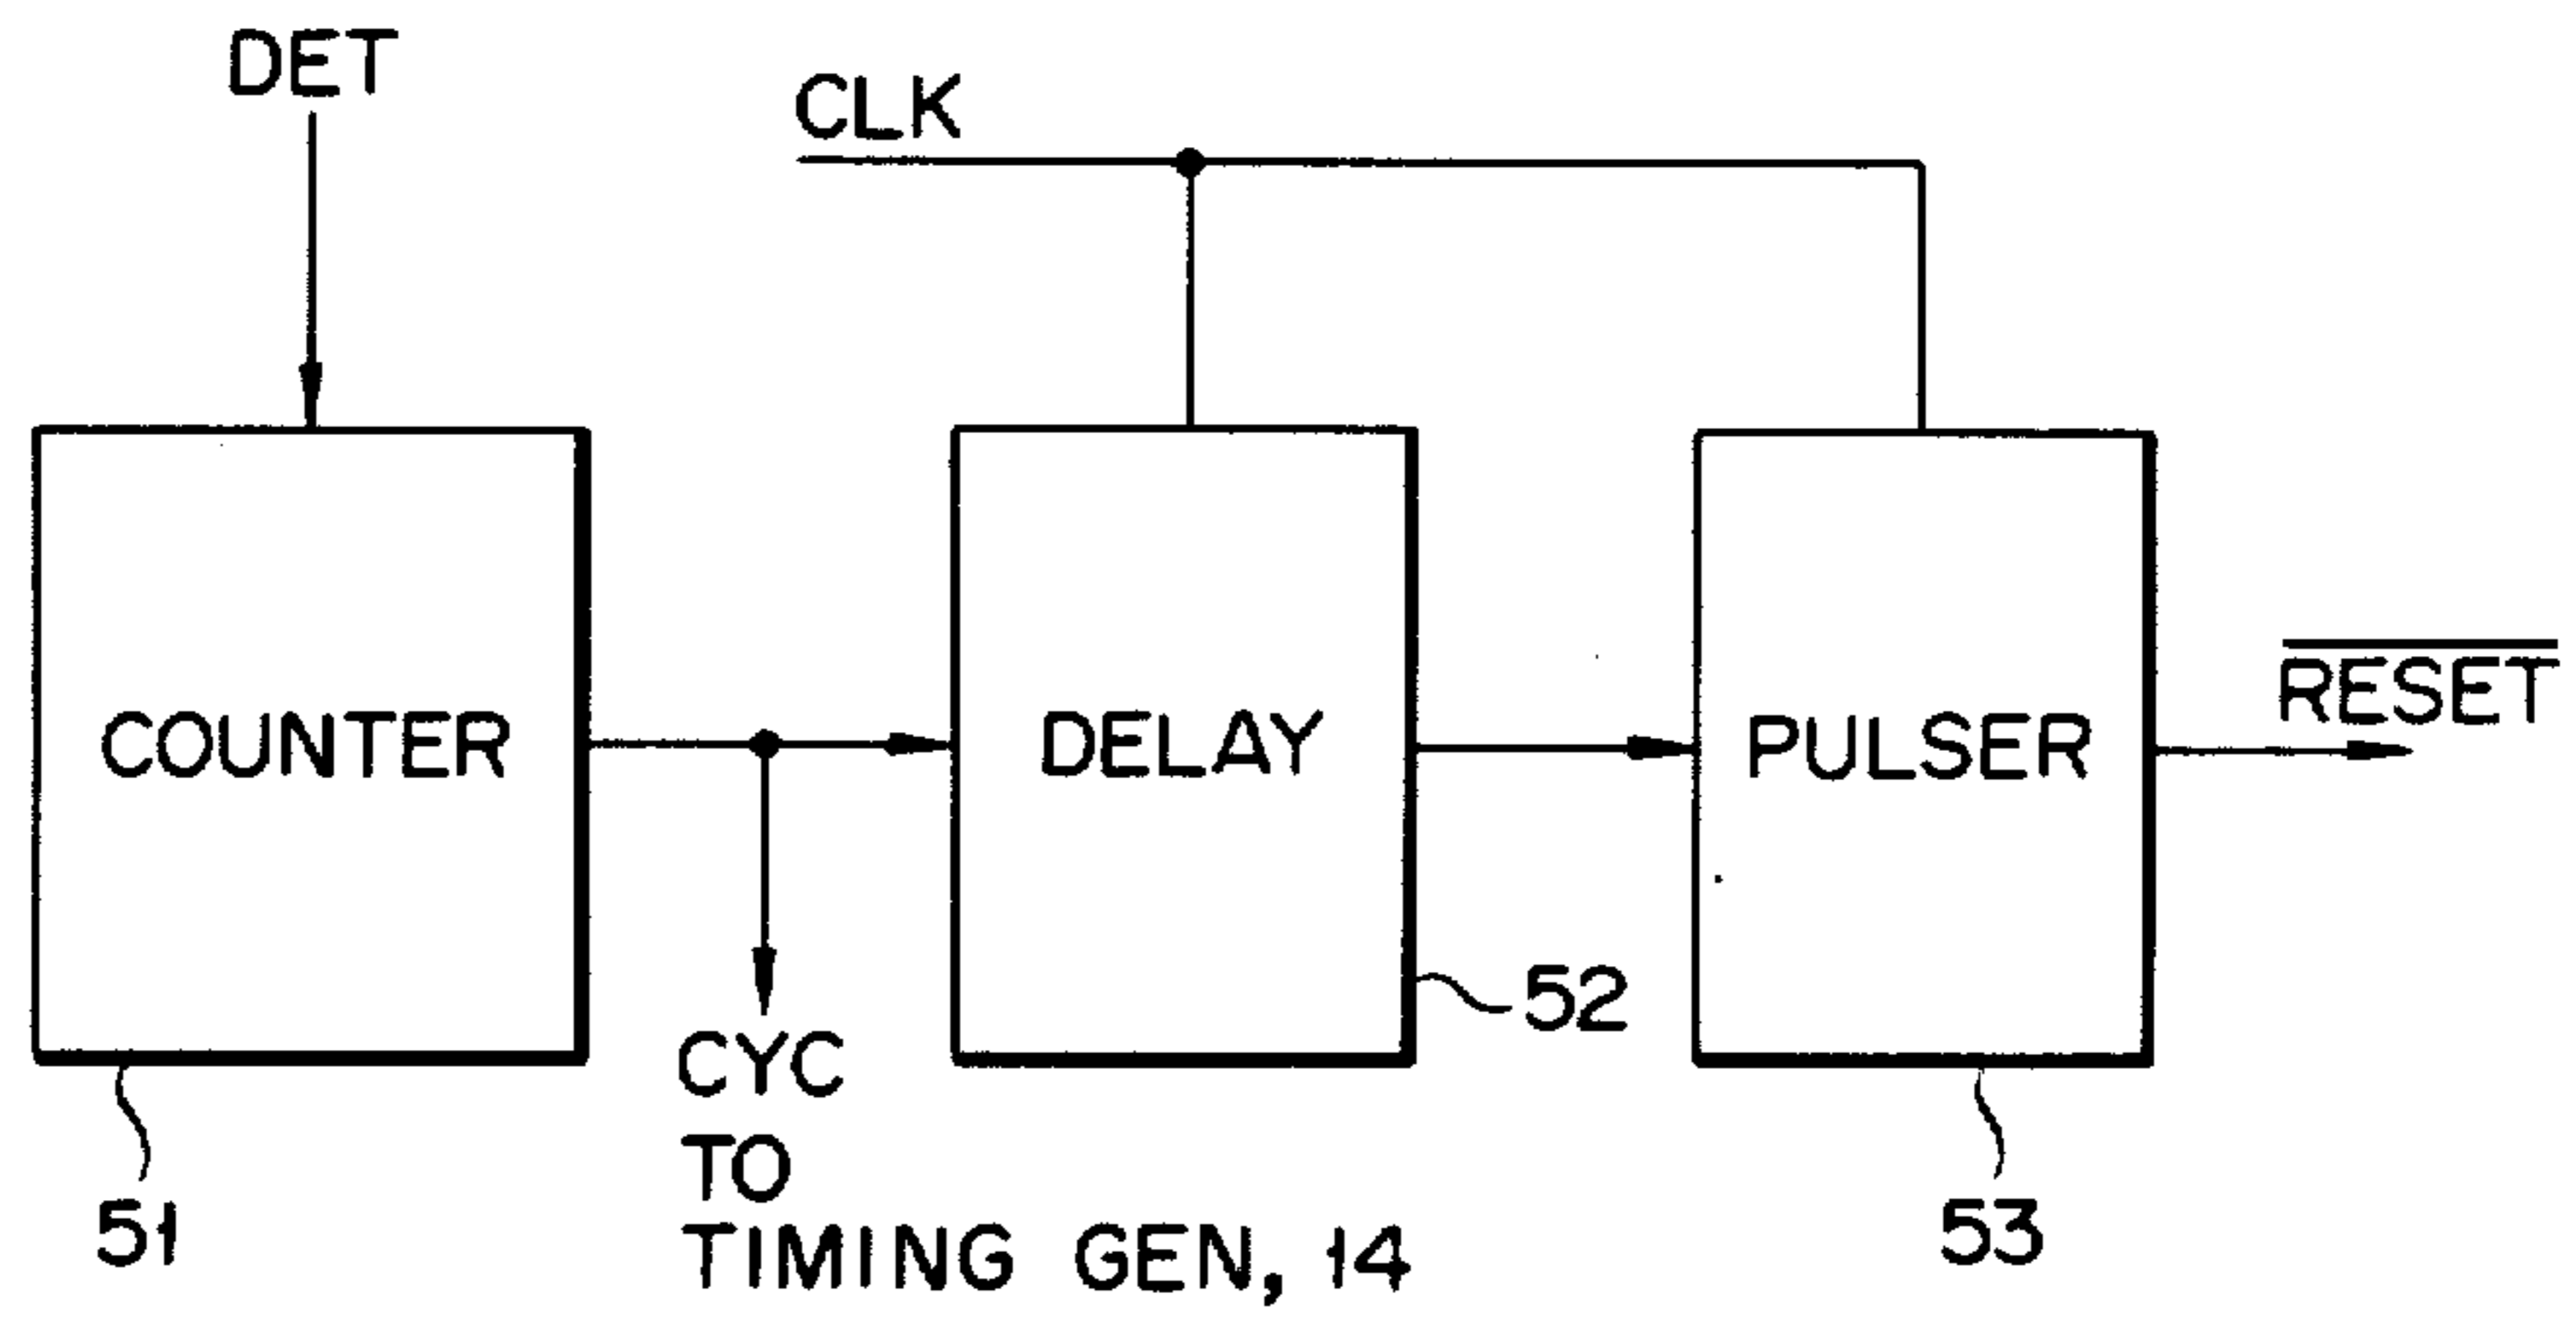 DET
CLK
COUNTER
DELAY
PULSER
RESET
CYC
TO
TIMING GEN, 14
51
52
53